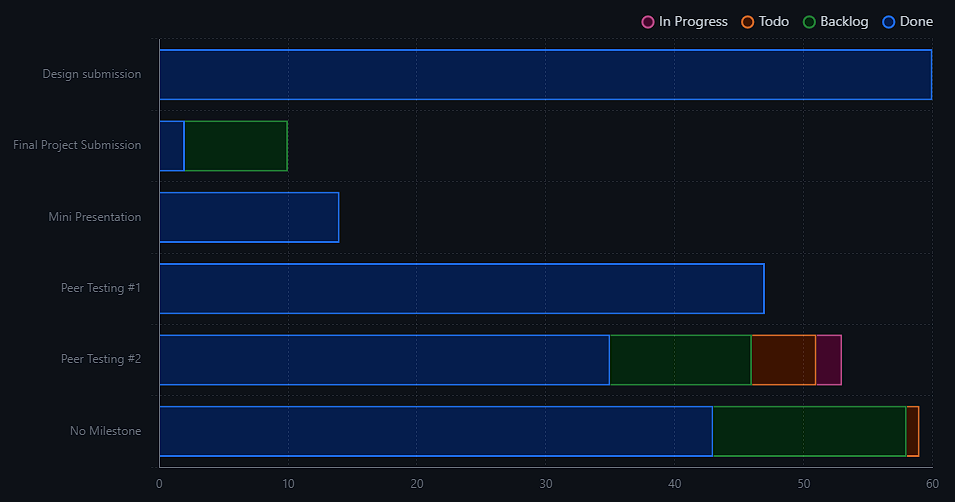 In Progress Todo Backlog Done
Design submission
Final Project Submission
Mini Presentation
Peer Testing #1
Peer Testing #2
No Milestone
0 10 20 30 40 50 60